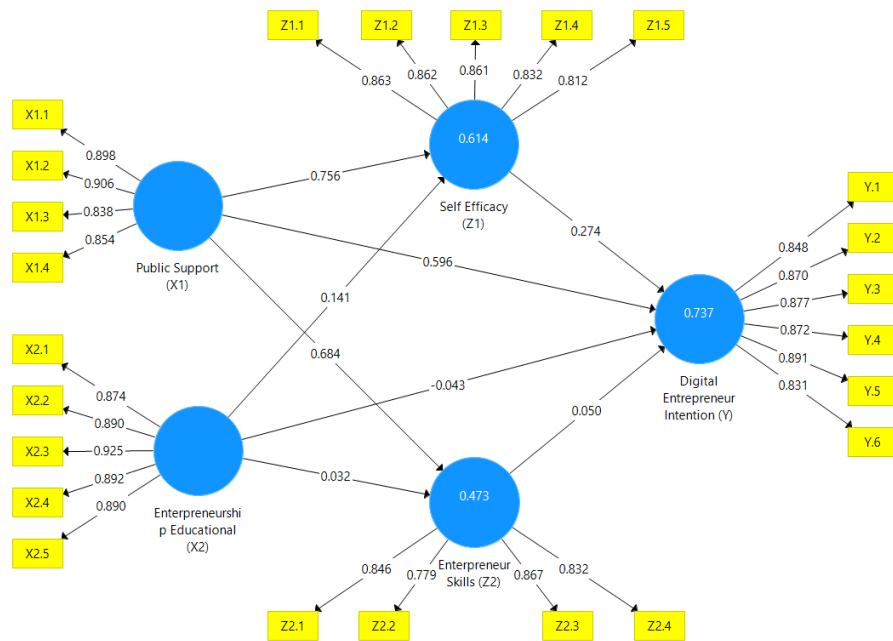 Z1.1
Z1.2
Z1.3
Z1.4
Z1.5
0.863
0.862
0.861
0.832
0.812
X1.1
X1.2
X1.3
X1.4
0.898
0.906
0.838
0.854
Public Support
(X1)
0.756
0.614
Self Efficacy
(Z1)
0.274
0.596
0.141
0.684
-0.043
0.050
0.032
Y.1
Y.2
Y.3
Y.4
Y.5
Y.6
0.848
0.870
0.877
0.872
0.891
0.831
0.737
Digital
Entrepreneur
Intention (Y)
X2.1
X2.2
X2.3
X2.4
X2.5
0.874
0.890
0.925
0.892
0.890
Enterpreneurshi
p Educational
(X2)
0.473
Enterpreneur
Skills (Z2)
0.846
0.779
0.867
0.832
Z2.1
Z2.2
Z2.3
Z2.4